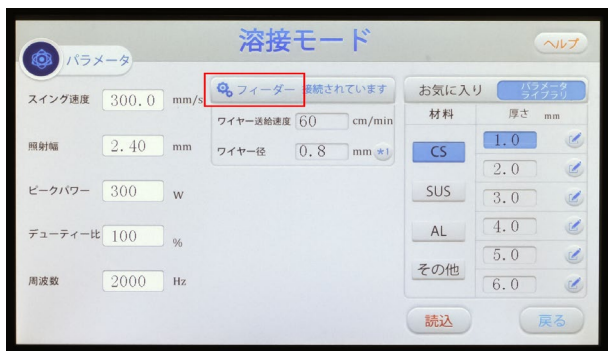 溶接モード
ヘルプ
パラメータ
スイング速度 300.0 mm/s
照射幅 2.40 mm
ピークパワー 300 W
デューティー比 100 %
周波数 2000 Hz
フィーダー 接続されています
ワイヤー送給速度 60 cm/min
ワイヤー径 0.8 mm *1
お気に入り パラメータ
ライブラリ
材料 厚さ mm
CS 1.0
2.0
SUS 3.0
AL 4.0
5.0
その他 6.0
読込 戻る